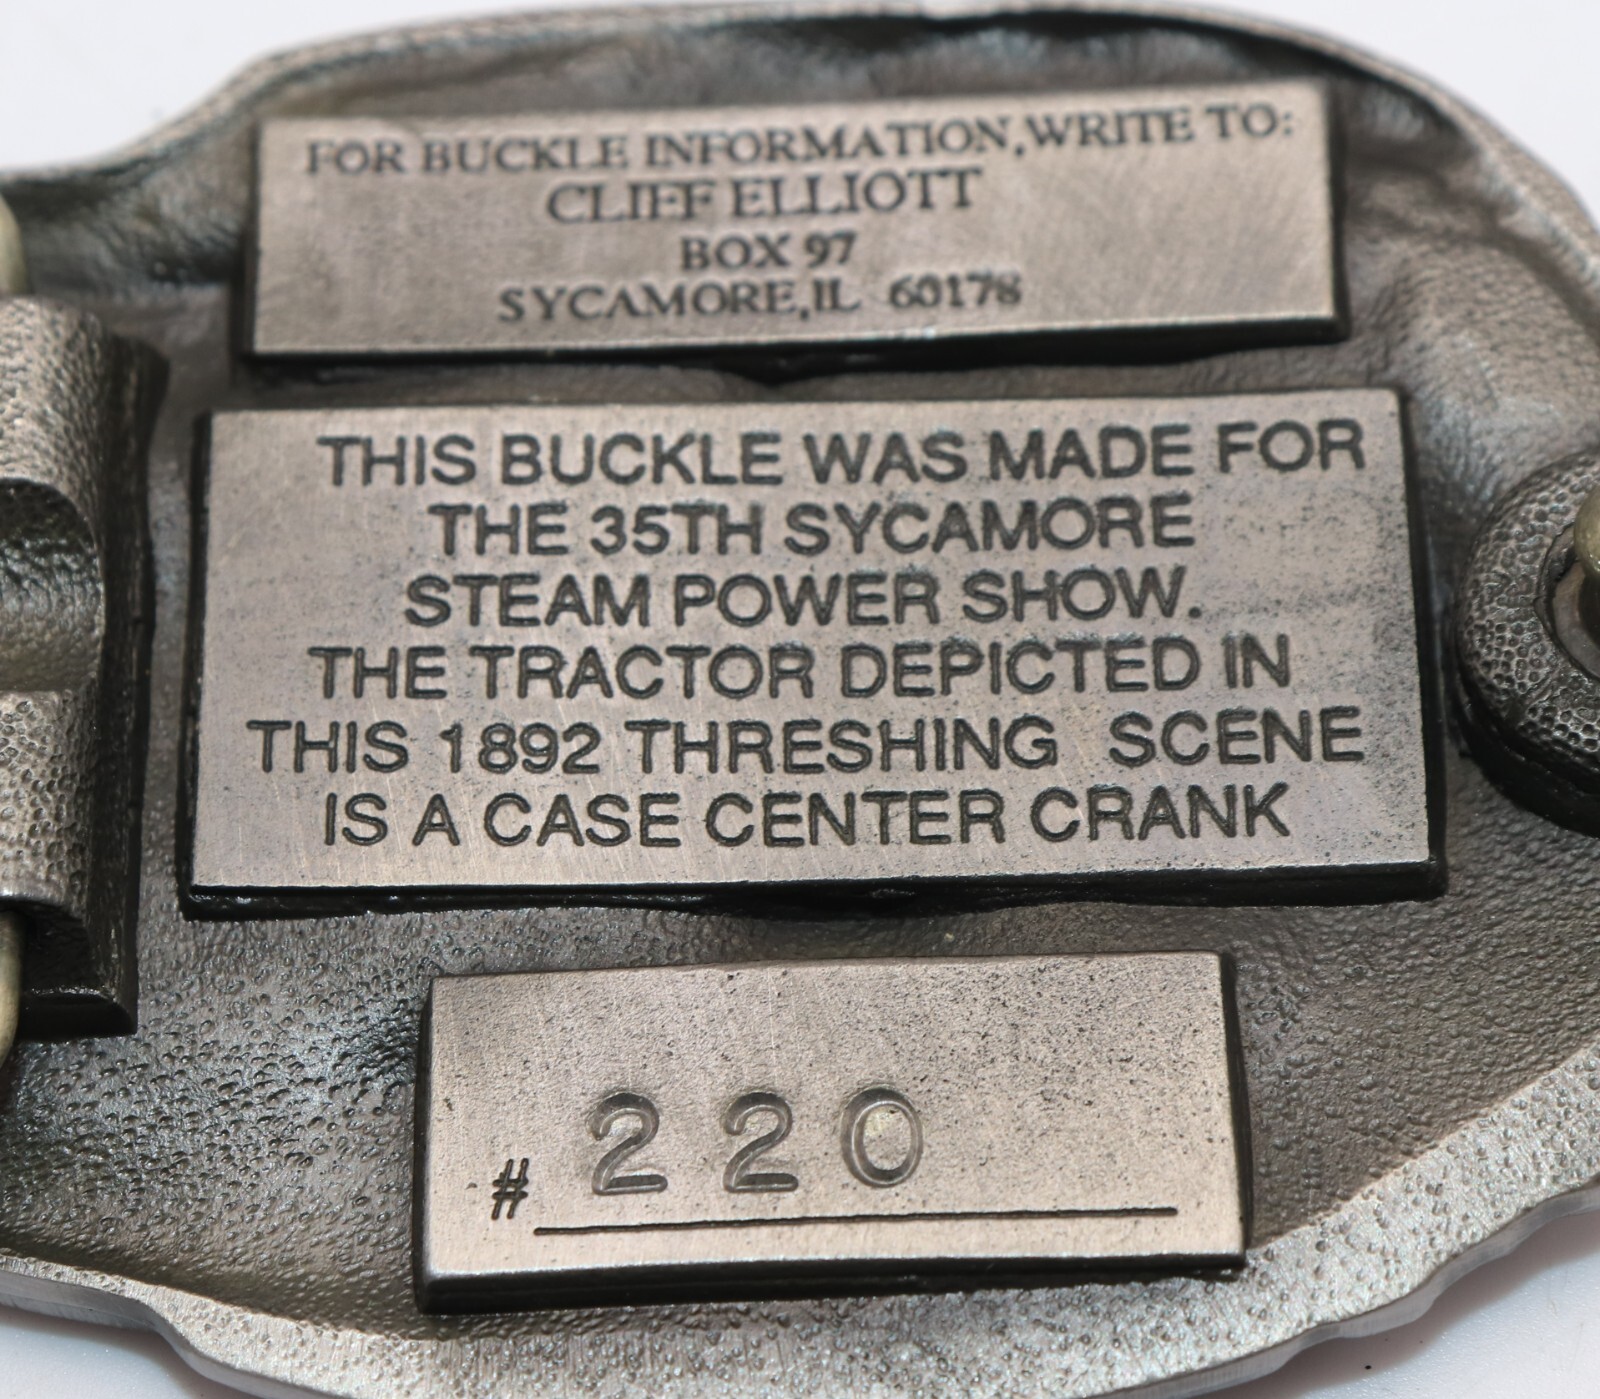 FOR BUCKLE INFORMATION, WRITE TO:
CLIFF ELLIOTT
BOX 97
SYCAMORE, IL 60178
THIS BUCKLE WAS MADE FOR
THE 35TH SYCAMORE
STEAM POWER SHOW.
THE TRACTOR DEPICTED IN
THIS 1892 THRESHING SCENE
IS A CASE CENTER CRANK
# 220